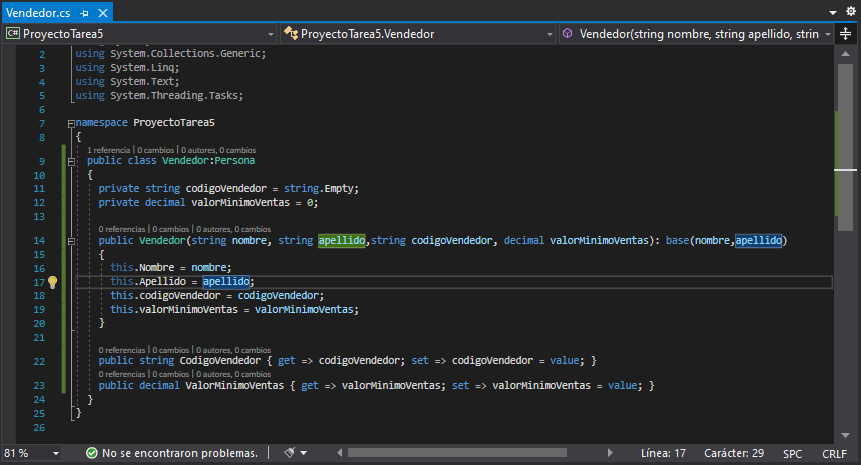 Vendedor.cs
ProyectoTarea5 ProyectoTarea5.Vendedor Vendedor(string nombre, string apellido, strin
2 using System.Collections.Generic;
3 using System.Linq;
4 using System.Text;
5 using System.Threading.Tasks;
6
7 namespace ProyectoTarea5
8 {
1 referencia | 0 cambios | 0 autores, 0 cambios
9 public class Vendedor:Persona
10 {
11 private string codigoVendedor = string.Empty;
12 private decimal valorMinimoVentas = 0;
13
0 referencias | 0 cambios | 0 autores, 0 cambios
14 public Vendedor(string nombre, string apellido,string codigoVendedor, decimal valorMinimoVentas): base(nombre,apellido)
15 {
16 this.Nombre = nombre;
17 this.Apellido = apellido;
18 this.codigoVendedor = codigoVendedor;
19 this.valorMinimoVentas = valorMinimoVentas;
20 }
21
0 referencias | 0 cambios | 0 autores, 0 cambios
22 public string CodigoVendedor { get => codigoVendedor; set => codigoVendedor = value; }
0 referencias | 0 cambios | 0 autores, 0 cambios
23 public decimal ValorMinimoVentas { get => valorMinimoVentas; set => valorMinimoVentas = value; }
24 }
25 }
26
81 % No se encontraron problemas. Línea: 17 Carácter: 29 SPC CRLF